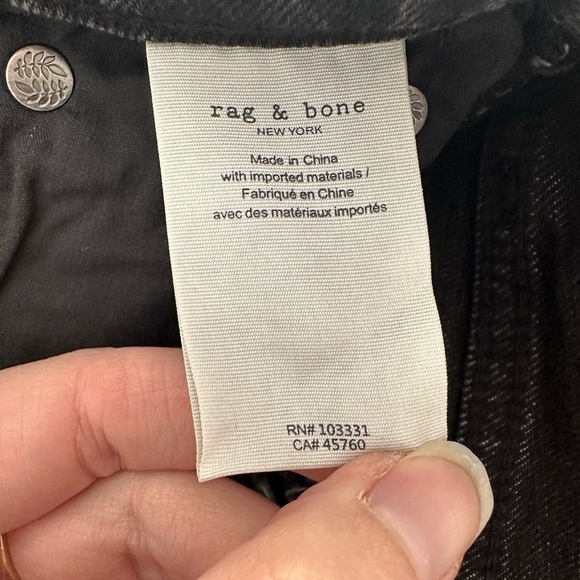 rag & bone
NEW YORK
Made in China
with imported materials /
Fabriqué en Chine
avec des matériaux importés
RN# 103331
CA# 45760